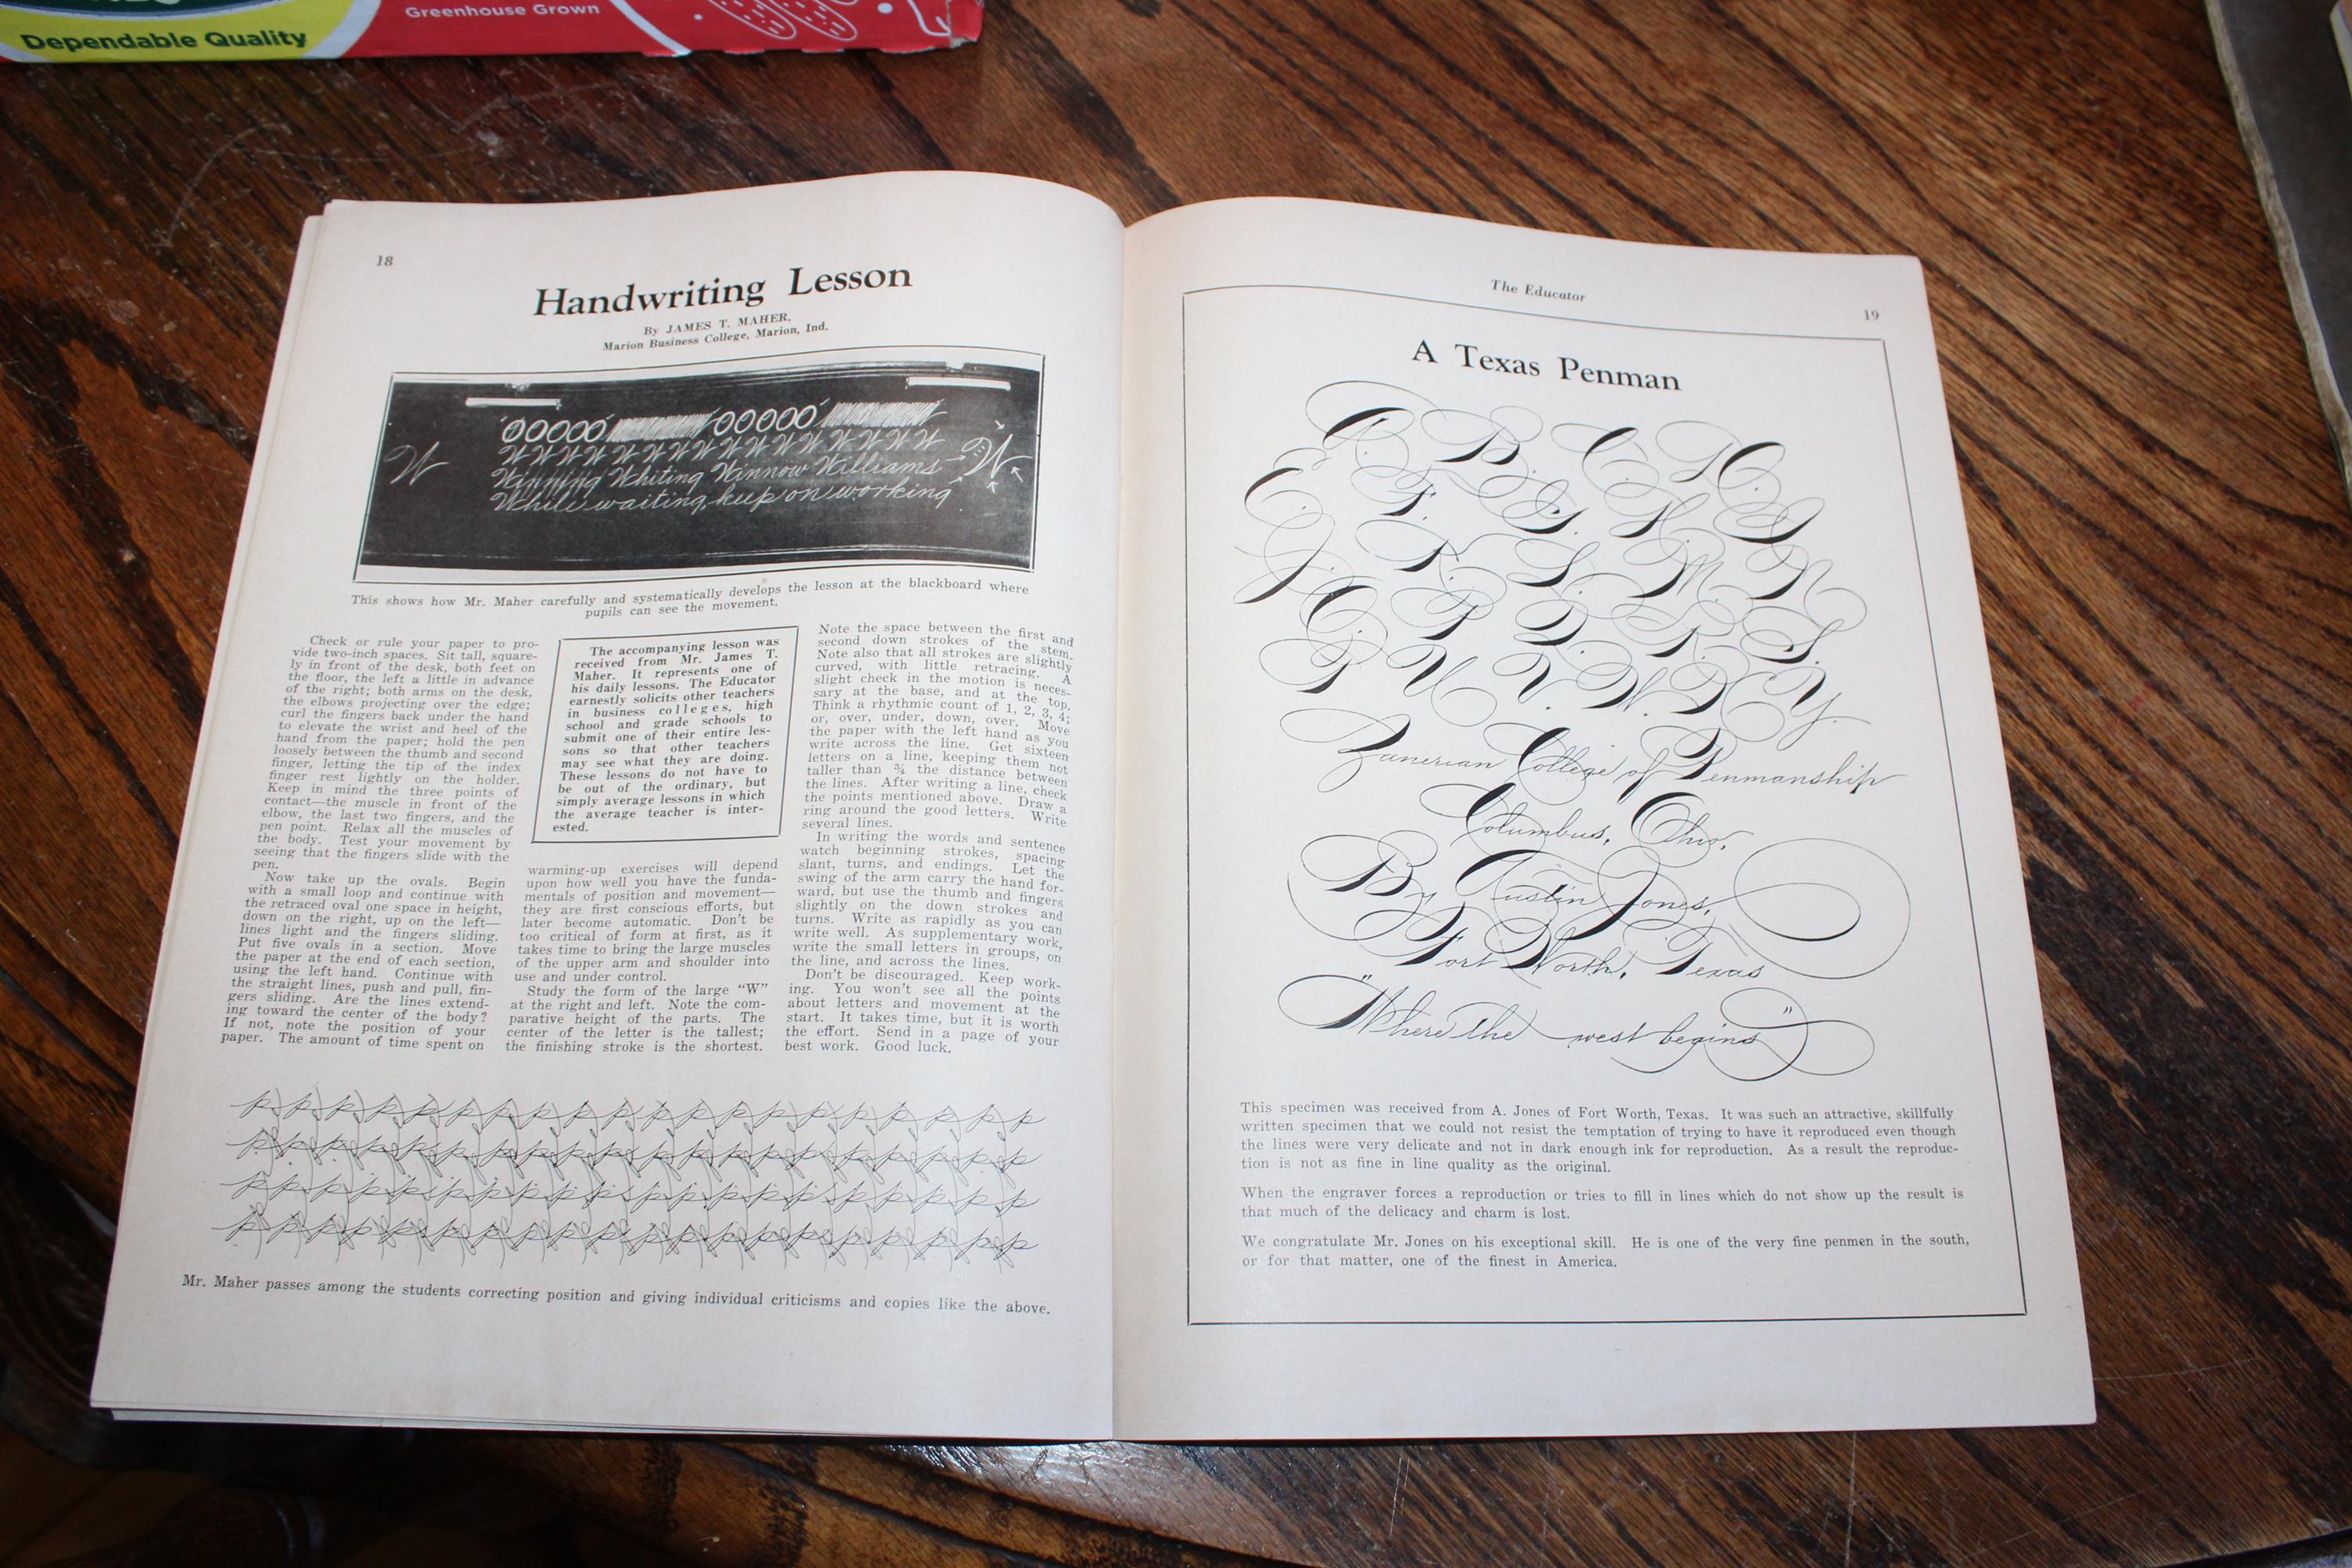 Greenhouse Grown
Dependable Quality
18
Handwriting Lesson
By JAMES T. MAHER,
Marion Business College, Marion, Ind.
W
W W W W W W W W W W W W W W W W
Winning Whiting Winnow Williams
While waiting, keep on working
W
This shows how Mr. Maher carefully and systematically develops the lesson at the blackboard where
pupils can see the movement.
Check or rule your paper to pro-
vide two-inch spaces. Sit tall, square-
ly in front of the desk, both feet on
the floor, the left a little in advance
of the right; both arms on the desk,
the elbows projecting over the edge;
curl the fingers back under the hand
to elevate the wrist and heel of the
hand from the paper; hold the pen
loosely between the thumb and second
finger, letting the tip of the index
finger rest lightly on the holder.
Keep in mind the three points of
contact—the muscle in front of the
elbow, the last two fingers, and the
pen point. Relax all the muscles of
the body. Test your movement by
seeing that the fingers slide with the
pen.
Now take up the ovals. Begin
with a small loop and continue with
the retraced oval one space in height,
down on the right, up on the left—
lines light and the fingers sliding.
Put five ovals in a section. Move
the paper at the end of each section,
using the left hand. Continue with
the straight lines, push and pull, fin-
gers sliding. Are the lines extend-
ing toward the center of the body?
If not, note the position of your
paper. The amount of time spent on
The accompanying lesson was
received from Mr. James T.
Maher. It represents one of
his daily lessons. The Educator
earnestly solicits other teachers
in business colleges, high
school and grade schools to
submit one of their entire les-
sons so that other teachers
may see what they are doing.
These lessons do not have to
be out of the ordinary, but
simply average lessons in which
the average teacher is inter-
ested.
warming-up exercises will depend
upon how well you have the funda-
mentals of position and movement—
they are first conscious efforts, but
later become automatic. Don't be
too critical of form at first, as it
takes time to bring the large muscles
of the upper arm and shoulder into
use and under control.
Study the form of the large "W"
at the right and left. Note the com-
parative height of the parts. The
center of the letter is the tallest;
the finishing stroke is the shortest.
Note the space between the first and
second down strokes of the stem.
Note also that all strokes are slightly
curved, with little retracing. A
slight check in the motion is neces-
sary at the base, and at the top.
Think a rhythmic count of 1, 2, 3, 4;
or, over, under, down, over. Move
the paper with the left hand as you
write across the line. Get sixteen
letters on a line, keeping them not
taller than ¾ the distance between
the lines. After writing a line, check
the points mentioned above. Draw a
ring around the good letters. Write
several lines.
In writing the words and sentence
watch beginning strokes, spacing
slant, turns, and endings. Let the
swing of the arm carry the hand for-
ward, but use the thumb and fingers
slightly on the down strokes and
turns. Write as rapidly as you can
write well. As supplementary work,
write the small letters in groups, on
the line, and across the lines.
Don't be discouraged. Keep work-
ing. You won't see all the points
about letters and movement at the
start. It takes time, but it is worth
the effort. Send in a page of your
best work. Good luck.
Mr. Maher passes among the students correcting position and giving individual criticisms and copies like the above.
The Educator
19
A Texas Penman
A. B. C. D.
E. F. G. H. I
J. K. L. M. N
O. P. Q. R. S.
T U V. W. X Y.
Zanerian College of Penmanship
Columbus, Ohio,
By Austin Jones,
Fort Worth, Texas
"Where the west begins"
This specimen was received from A. Jones of Fort Worth, Texas. It was such an attractive, skillfully
written specimen that we could not resist the temptation of trying to have it reproduced even though
the lines were very delicate and not in dark enough ink for reproduction. As a result the reproduc-
tion is not as fine in line quality as the original.
When the engraver forces a reproduction or tries to fill in lines which do not show up the result is
that much of the delicacy and charm is lost.
We congratulate Mr. Jones on his exceptional skill. He is one of the very fine penmen in the south,
or for that matter, one of the finest in America.